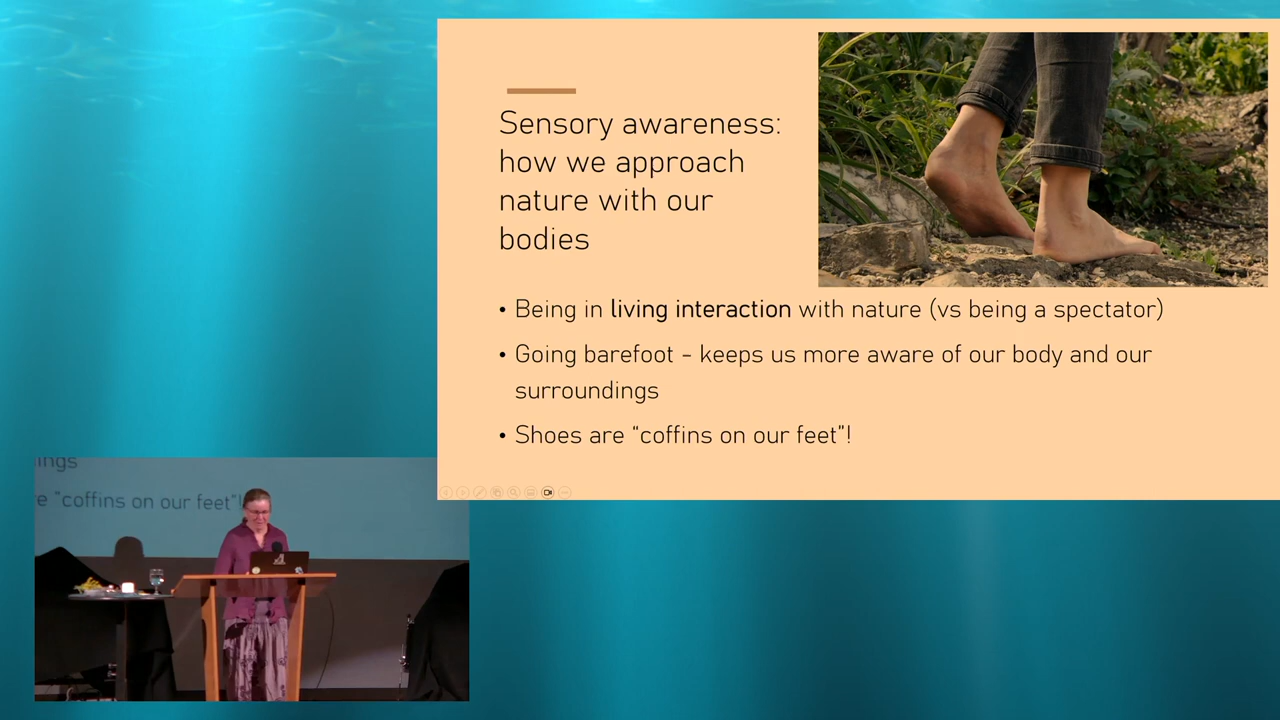 Sensory awareness:
how we approach
nature with our
bodies
• Being in living interaction with nature (vs being a spectator)
• Going barefoot - keeps us more aware of our body and our
surroundings
• Shoes are “coffins on our feet”!
ings
e “coffins on our feet”!